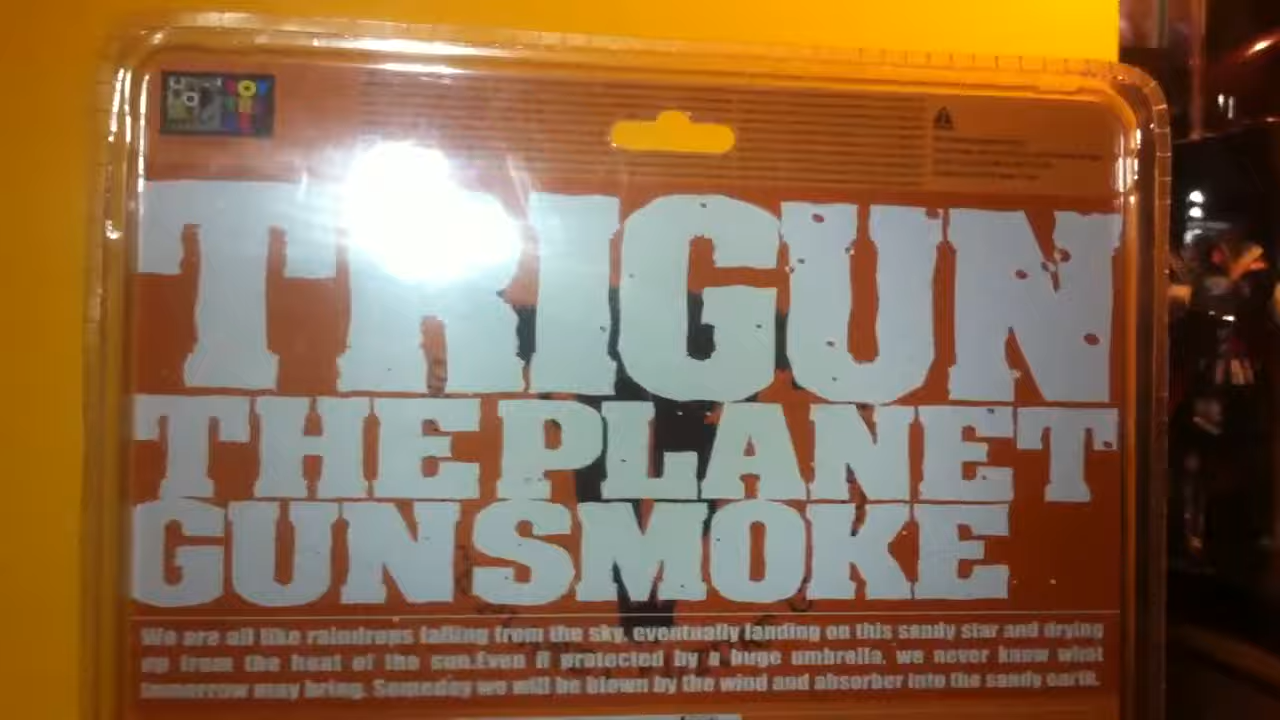 TRIGUN
THE PLANET
GUNSMOKE
We are all like raindrops falling from the sky, eventually landing on this sandy star and drying
up from the heat of the sun.Even if protected by a huge umbrella, we never know what
tomorrow may bring. Someday we will be blown by the wind and absorber into the sandy earth.